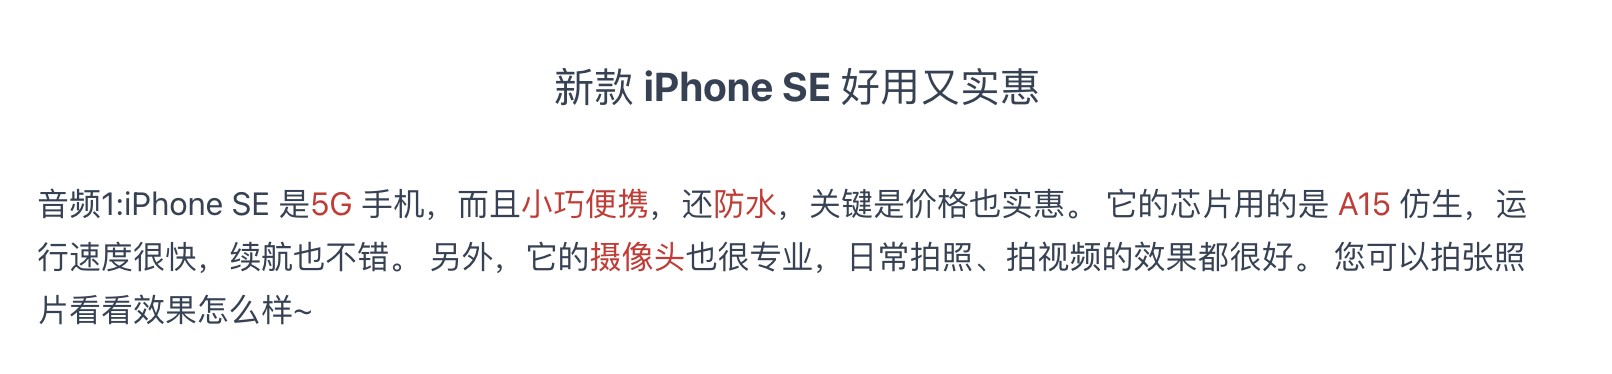 新款 iPhone SE 好用又实惠
音频1:iPhone SE 是5G 手机，而且小巧便携，还防水，关键是价格也实惠。 它的芯片用的是 A15 仿生，运
行速度很快，续航也不错。 另外，它的摄像头也很专业，日常拍照、拍视频的效果都很好。 您可以拍张照
片看看效果怎么样~